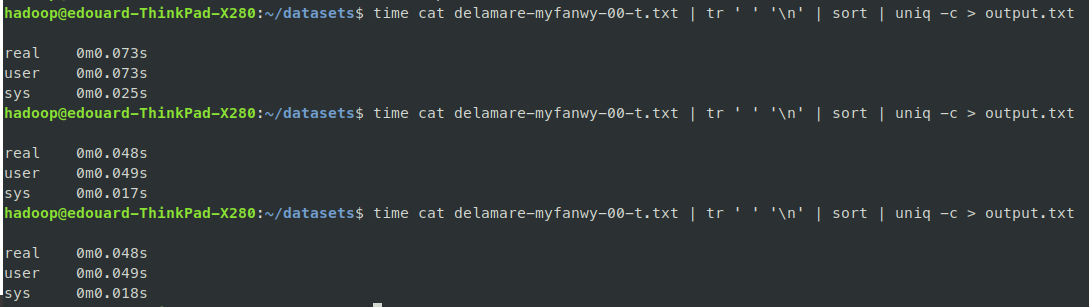 hadoop@edouard-ThinkPad-X280:~/datasets$ time cat delamare-myfanwy-00-t.txt | tr ' ' '\n' | sort | uniq -c > output.txt
real    0m0.073s
user    0m0.073s
sys     0m0.025s
hadoop@edouard-ThinkPad-X280:~/datasets$ time cat delamare-myfanwy-00-t.txt | tr ' ' '\n' | sort | uniq -c > output.txt
real    0m0.048s
user    0m0.049s
sys     0m0.017s
hadoop@edouard-ThinkPad-X280:~/datasets$ time cat delamare-myfanwy-00-t.txt | tr ' ' '\n' | sort | uniq -c > output.txt
real    0m0.048s
user    0m0.049s
sys     0m0.018s